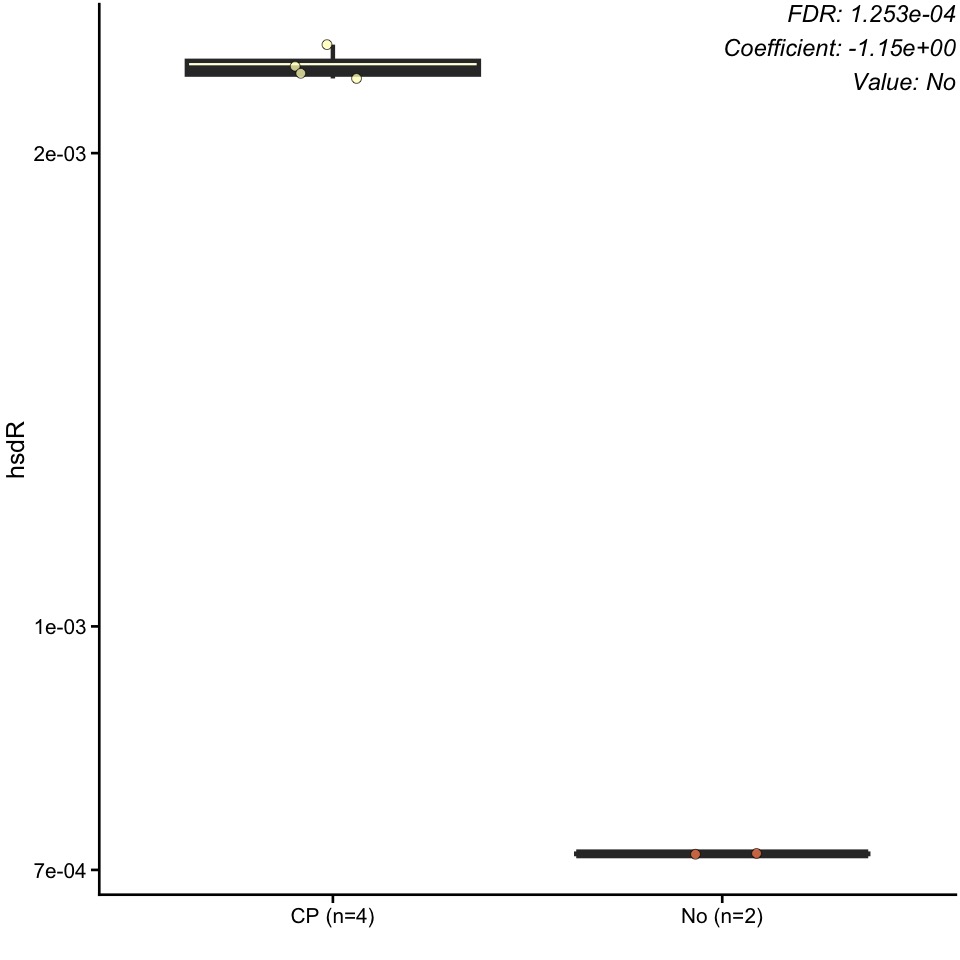 FDR: 1.253e-04
Coefficient: -1.15e+00
Value: No
2e-03
1e-03
7e-04
hsdR
CP (n=4)
No (n=2)